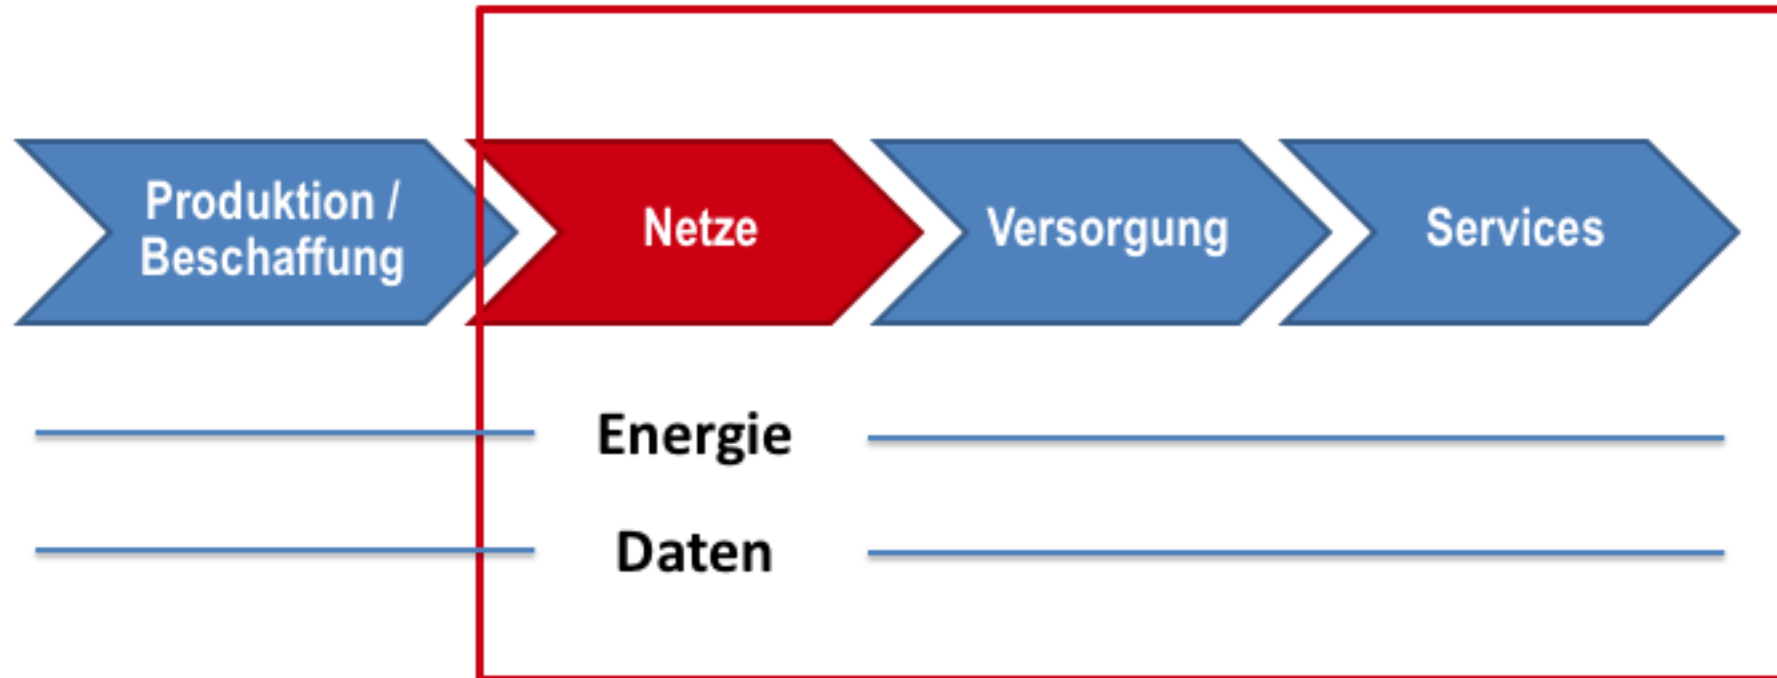 Produktion /
Beschaffung
Netze
Versorgung
Services
Energie
Daten